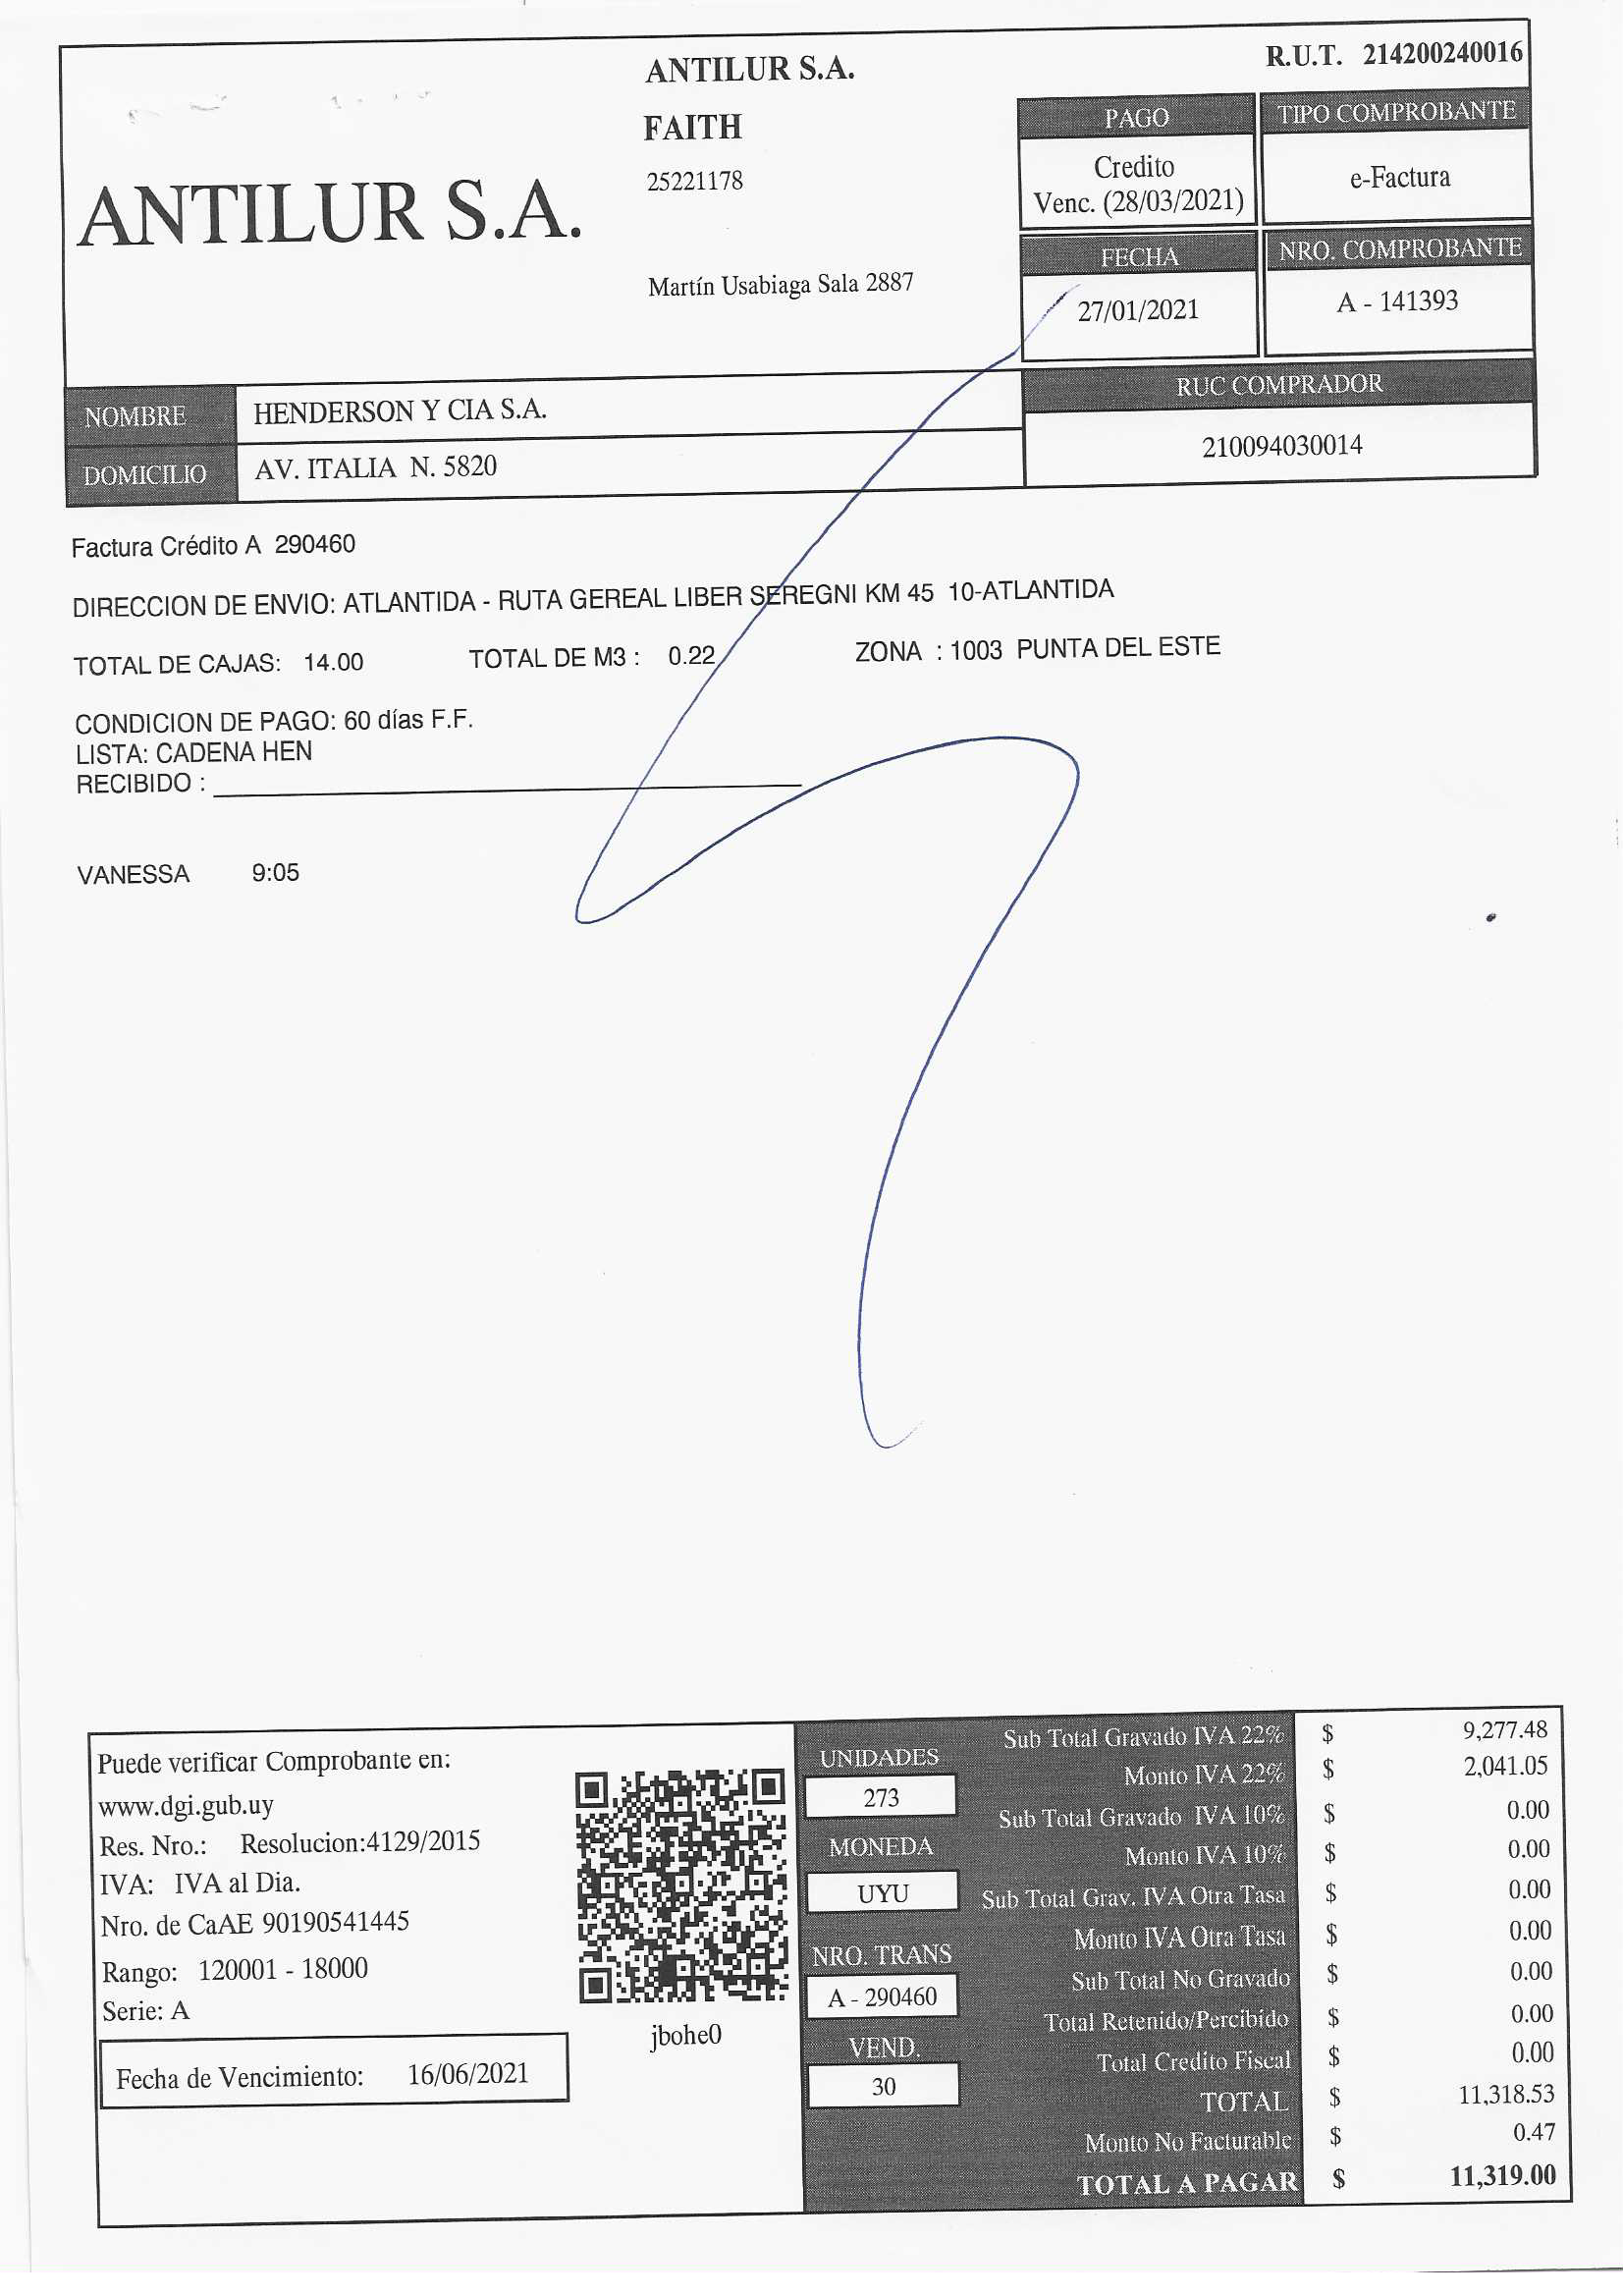 ANTILUR S.A.
ANTILUR S.A.
FAITH
25221178
Martín Usabiaga Sala 2887
R.U.T. 214200240016
PAGO
TIPO COMPROBANTE
Credito
Venc. (28/03/2021)
e-Factura
FECHA
NRO. COMPROBANTE
27/01/2021
A - 141393
NOMBRE HENDERSON Y CIA S.A.
DOMICILIO AV. ITALIA N. 5820
RUC COMPRADOR
210094030014
Factura Crédito A 290460
DIRECCION DE ENVIO: ATLANTIDA - RUTA GEREAL LIBER SEREGNI KM 45 10-ATLANTIDA
TOTAL DE CAJAS: 14.00 TOTAL DE M3 : 0.22 ZONA : 1003 PUNTA DEL ESTE
CONDICION DE PAGO: 60 días F.F.
LISTA: CADENA HEN
RECIBIDO :
VANESSA 9:05
Puede verificar Comprobante en:
www.dgi.gub.uy
Res. Nro.: Resolucion:4129/2015
IVA: IVA al Dia.
Nro. de CaAE 90190541445
Rango: 120001 - 18000
Serie: A
Fecha de Vencimiento: 16/06/2021
jbohe0
UNIDADES
273
MONEDA
UYU
NRO. TRANS
A - 290460
VEND.
30
Sub Total Gravado IVA 22% $ 9,277.48
Monto IVA 22% $ 2,041.05
Sub Total Gravado IVA 10% $ 0.00
Monto IVA 10% $ 0.00
Sub Total Grav. IVA Otra Tasa $ 0.00
Monto IVA Otra Tasa $ 0.00
Sub Total No Gravado $ 0.00
Total Retenido/Percibido $ 0.00
Total Credito Fiscal $ 0.00
TOTAL $ 11,318.53
Monto No Facturable $ 0.47
TOTAL A PAGAR $ 11,319.00